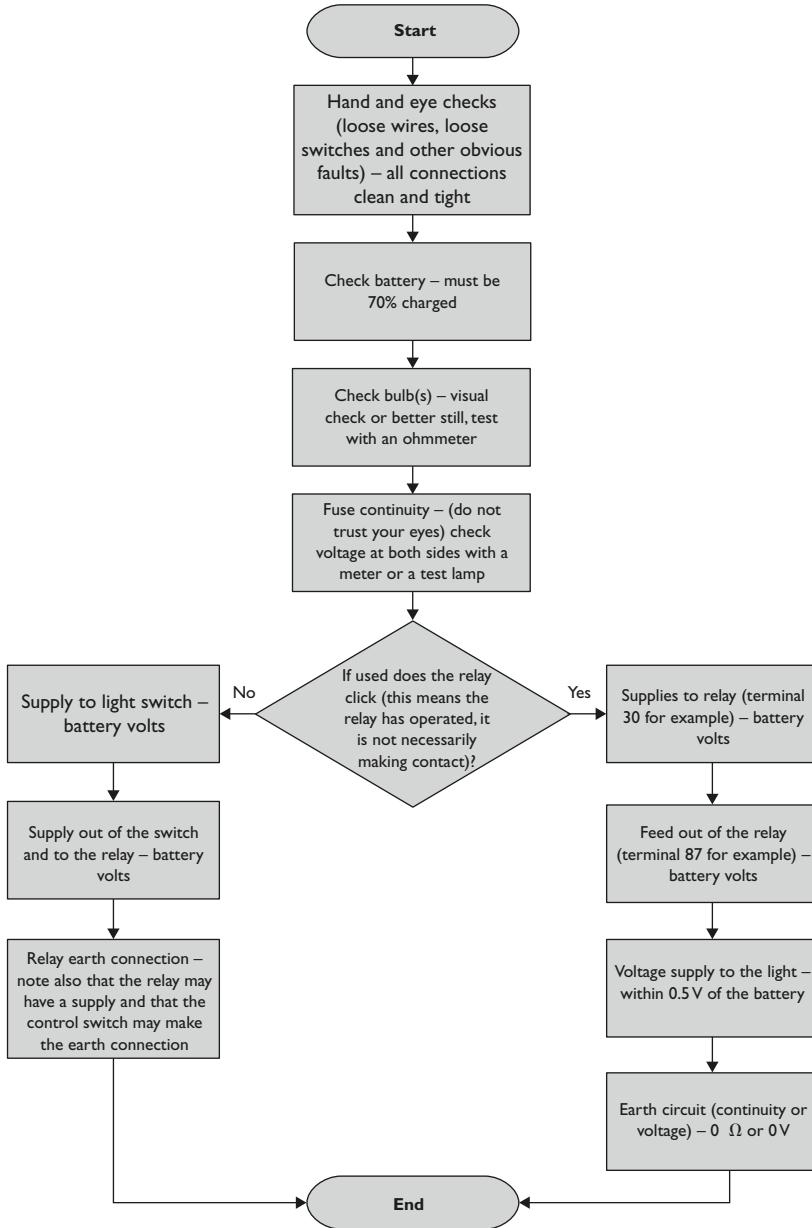 Start
Hand and eye checks
(loose wires, loose
switches and other obvious
faults) – all connections
clean and tight
Check battery – must be
70% charged
Check bulb(s) – visual
check or better still, test
with an ohmmeter
Fuse continuity – (do not
trust your eyes) check
voltage at both sides with a
meter or a test lamp
If used does the relay
click (this means the
relay has operated, it
is not necessarily
making contact)?
No
Supply to light switch –
battery volts
Supply out of the switch
and to the relay – battery
volts
Relay earth connection –
note also that the relay may
have a supply and that the
control switch may make
the earth connection
Yes
Supplies to relay (terminal
30 for example) – battery
volts
Feed out of the relay
(terminal 87 for example) –
battery volts
Voltage supply to the light –
within 0.5 V of the battery
Earth circuit (continuity or
voltage) – 0 Ω or 0 V
End